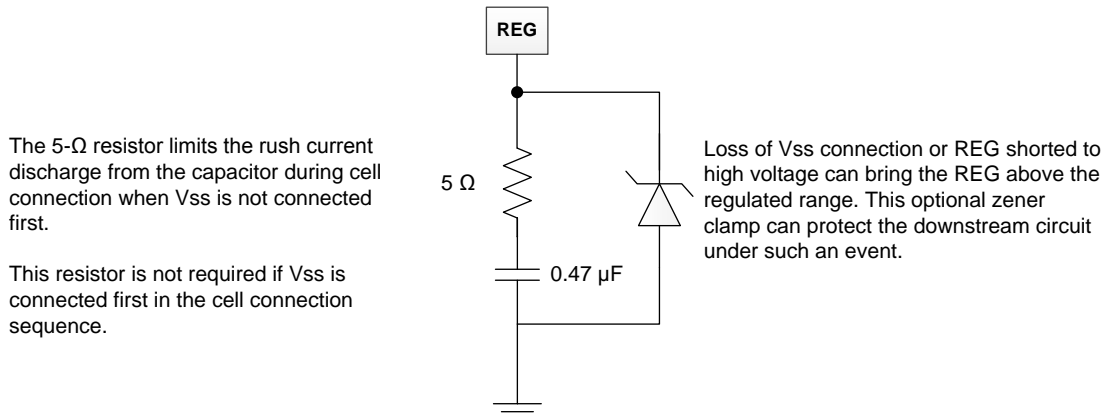 REG
The 5-Ω resistor limits the rush current
discharge from the capacitor during cell
connection when Vss is not connected
first.
This resistor is not required if Vss is
connected first in the cell connection
sequence.
5 Ω
0.47 µF
Loss of Vss connection or REG shorted to
high voltage can bring the REG above the
regulated range. This optional zener
clamp can protect the downstream circuit
under such an event.